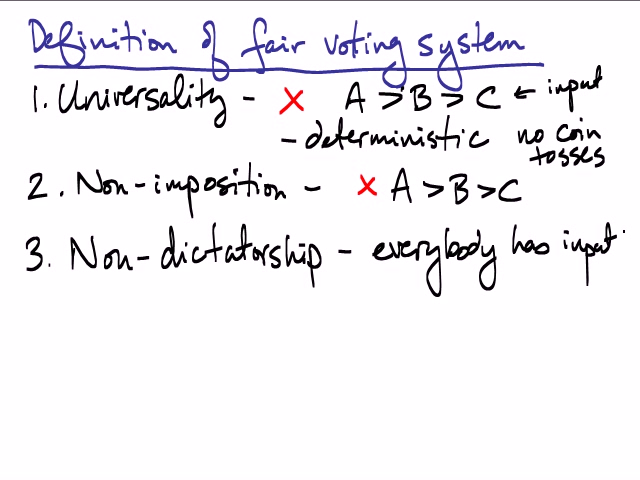 Definition of fair voting system
1. Universality - × A > B > C ← input
- deterministic no coin tosses
2. Non-imposition - × A > B > C
3. Non-dictatorship - everybody has input.